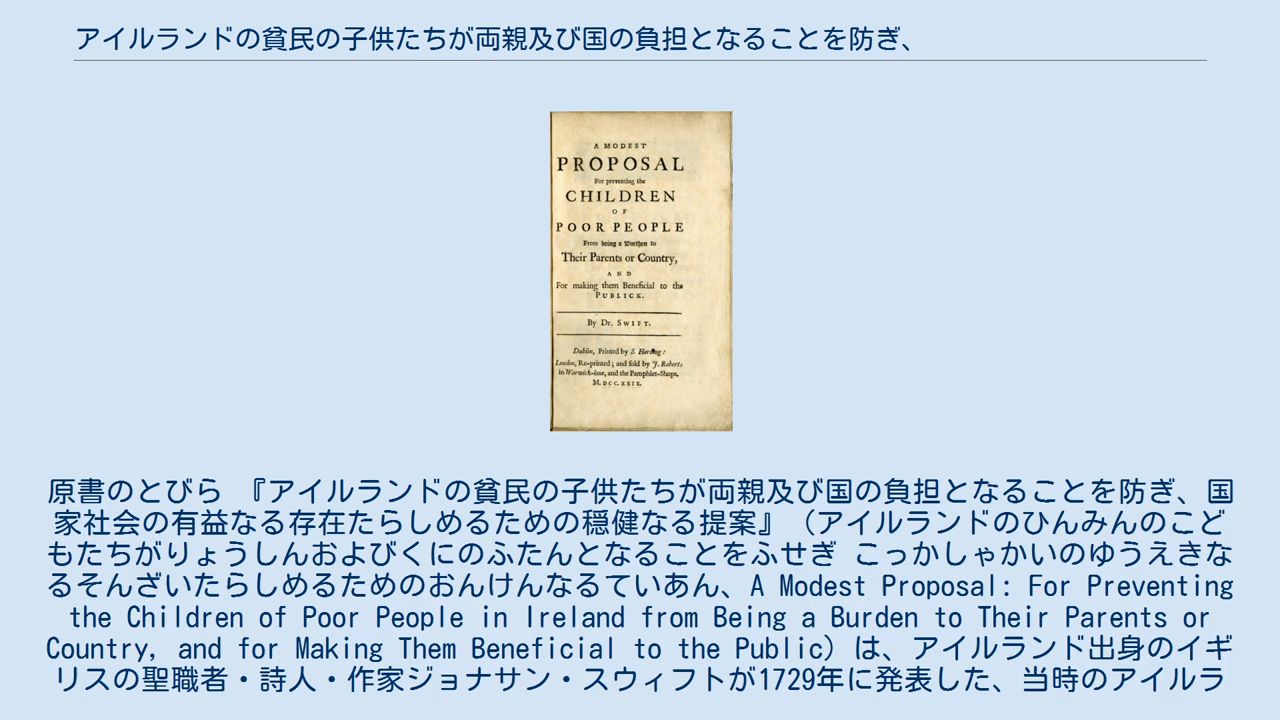 アイルランドの貧民の子供たちが両親及び国の負担となることを防ぎ、
A MODEST
PROPOSAL
For preventing the
CHILDREN
OF
POOR PEOPLE
From being a Burthen to
Their Parents or Country,
AND
For making them Beneficial to the
PUBLICK.
By Dr. SWIFT.
Dublin, Printed by S. Harding:
London, Re-printed; and sold by J. Roberts
in Warwick-lane, and the Pamphlet-Shops,
M.DCC.XXIX.
原書のとびら 『アイルランドの貧民の子供たちが両親及び国の負担となることを防ぎ、国
家社会の有益なる存在たらしめるための穏健なる提案』 （アイルランドのひんみんのこど
もたちがりょうしんおよびくにのふたんとなることをふせぎ こっかしゃかいのゆうえきな
るそんざいたらしめるためのおんけんなるていあん、A Modest Proposal: For Preventing
the Children of Poor People in Ireland from Being a Burden to Their Parents or
Country, and for Making Them Beneficial to the Public）は、アイルランド出身のイギ
リスの聖職者・詩人・作家ジョナサン・スウィフトが1729年に発表した、当時のアイルラ